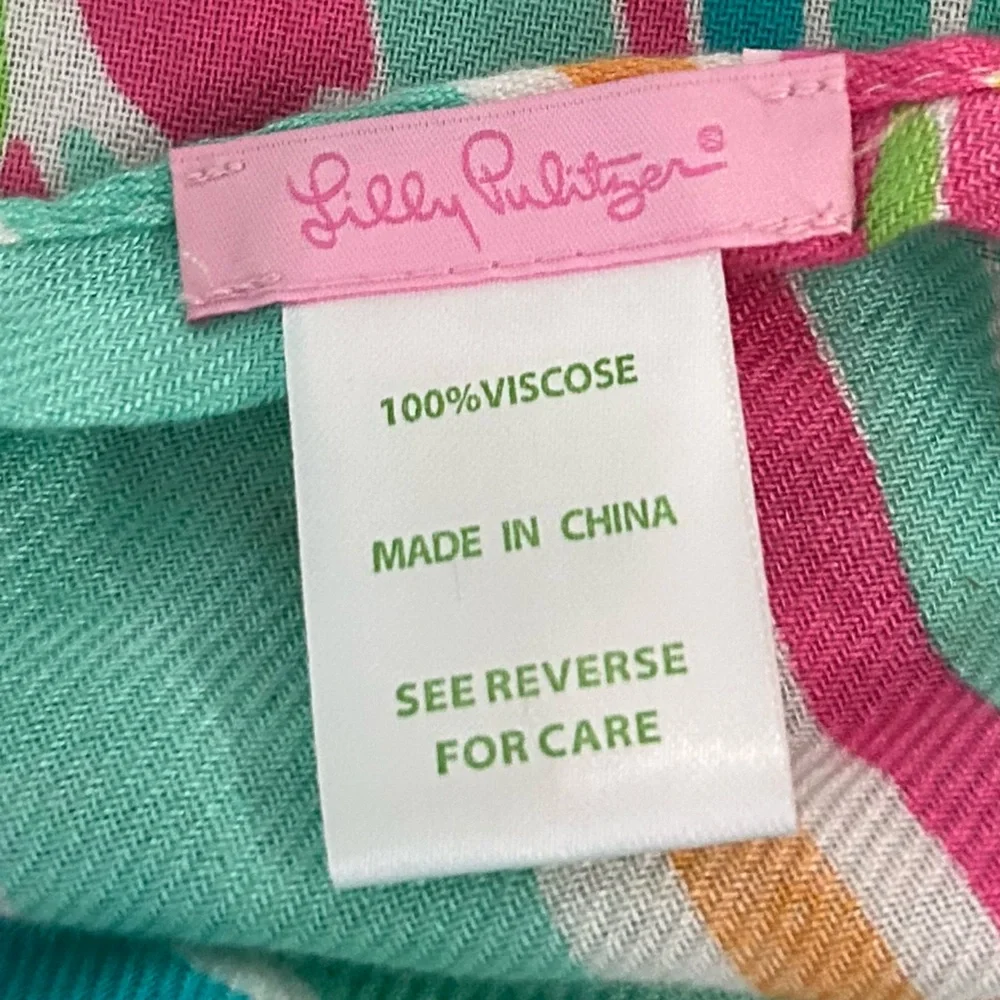 Lilly Pulitzer®
100%VISCOSE
MADE IN CHINA
SEE REVERSE
FOR CARE